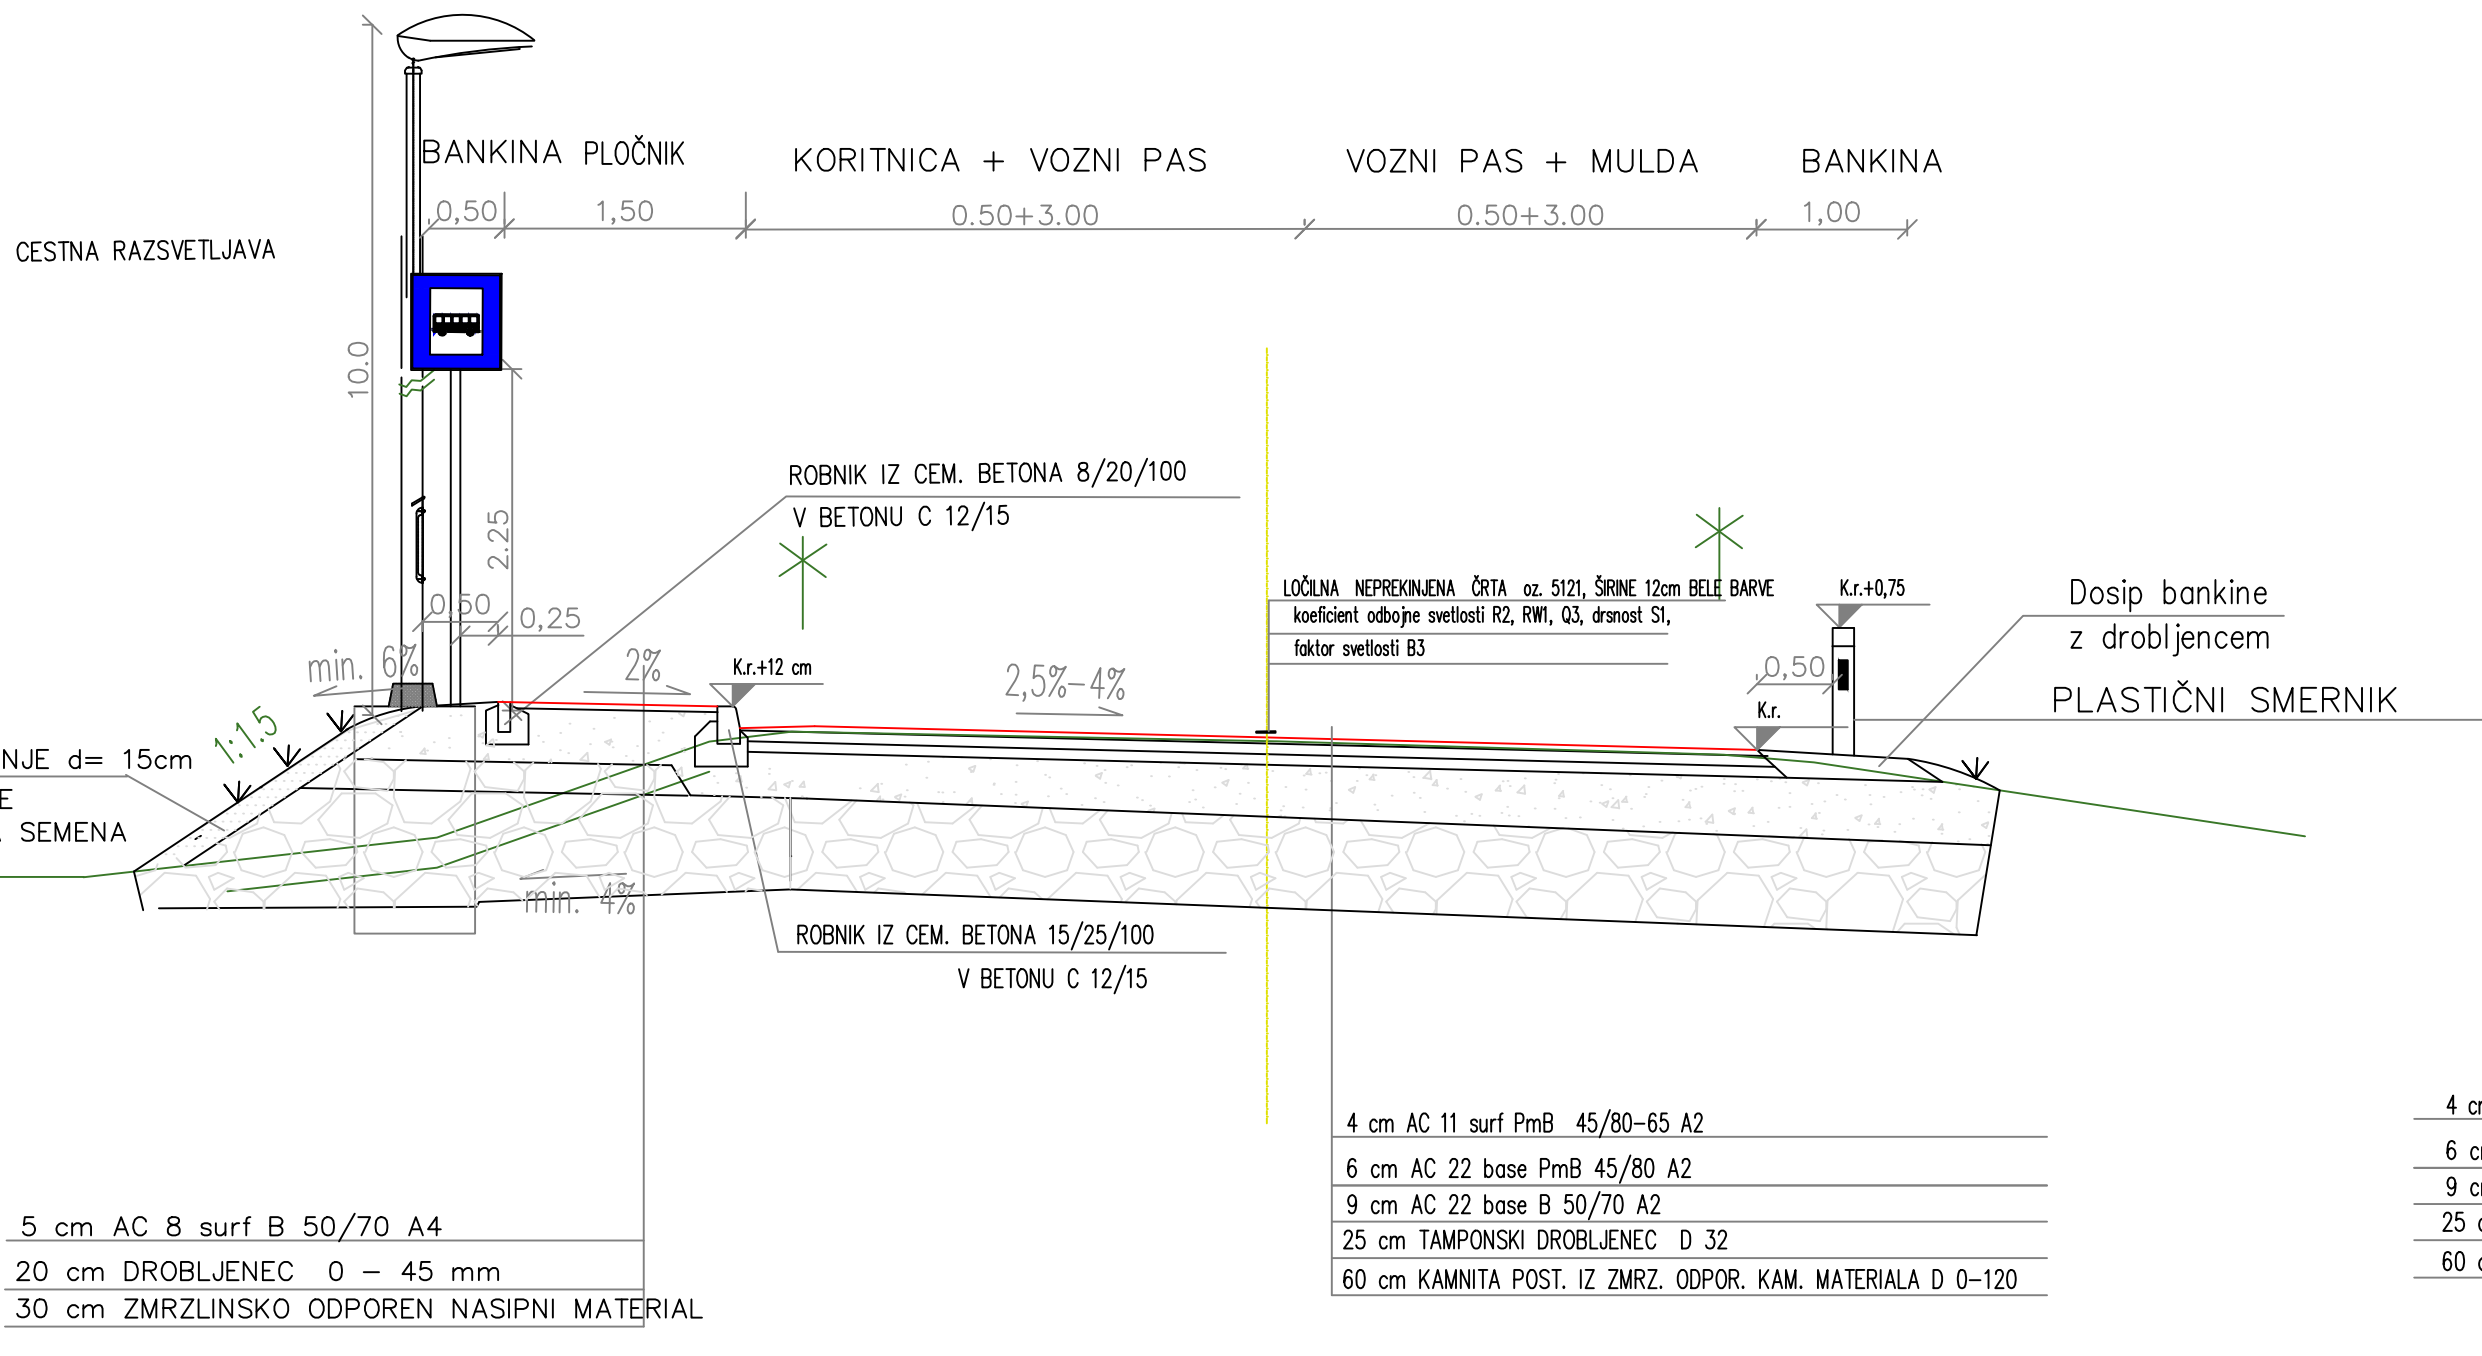 BANKINA PLOČNIK KORITNICA + VOZNI PAS VOZNI PAS + MULDA BANKINA
0,50 1,50 0.50+3.00 0.50+3.00 1,00
CESTNA RAZSVETLJAVA
10.0
ROBNIK IZ CEM. BETONA 8/20/100
V BETONU C 12/15
2.25
LOČILNA NEPREKINJENA ČRTA oz. 5121, ŠIRINE 12cm BELE BARVE
koeficient odbojne svetlosti R2, RW1, Q3, drsnost S1,
faktor svetlosti B3
K.r.+0,75
Dosip bankine
z drobljencem
0,50 0,25
min. 6% 2% K.r.+12 cm 2,5%-4% 0,50
PLASTIČNI SMERNIK
K.r.
1:1.5
NJE d= 15cm
E
SEMENA
min. 4%
ROBNIK IZ CEM. BETONA 15/25/100
V BETONU C 12/15
4 cm AC 11 surf PmB 45/80-65 A2
6 cm AC 22 base PmB 45/80 A2
9 cm AC 22 base B 50/70 A2
25 cm TAMPONSKI DROBLJENEC D 32
60 cm KAMNITA POST. IZ ZMRZ. ODPOR. KAM. MATERIALA D 0-120
5 cm AC 8 surf B 50/70 A4
20 cm DROBLJENEC 0 - 45 mm
30 cm ZMRZLINSKO ODPOREN NASIPNI MATERIAL
4 c
6 c
9 c
25 c
60 c